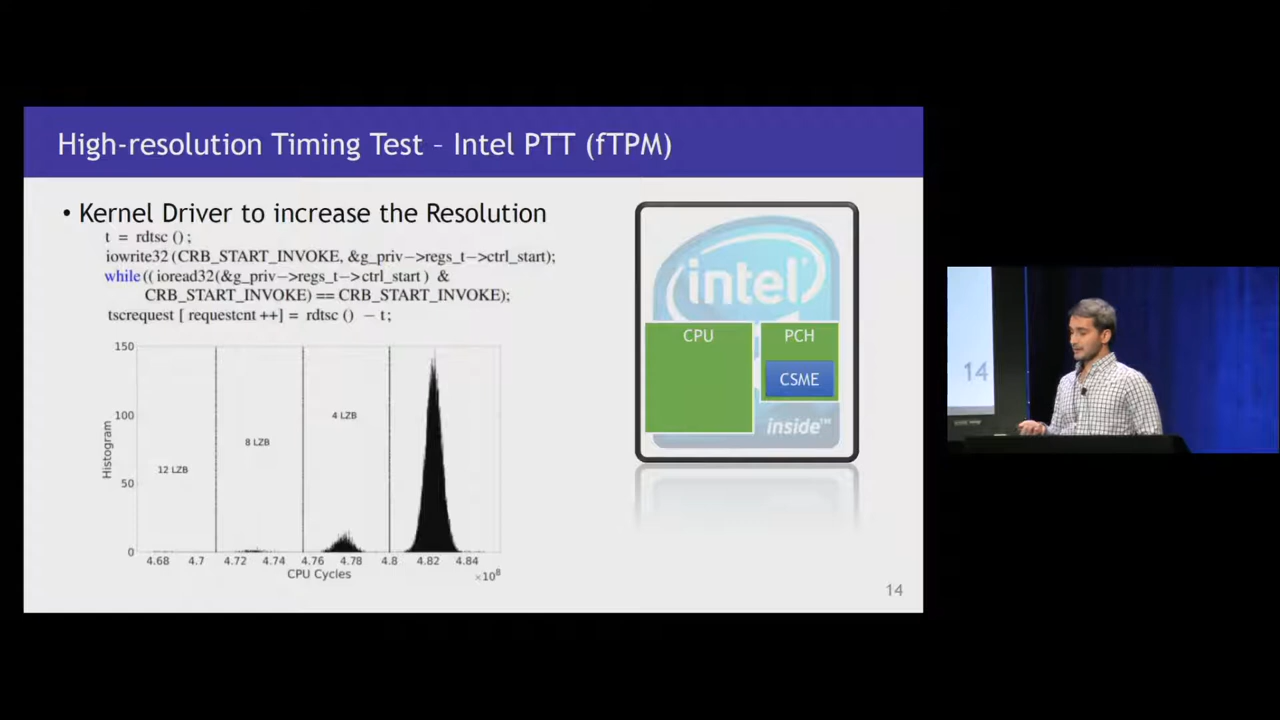 High-resolution Timing Test – Intel PTT (fTPM)
• Kernel Driver to increase the Resolution
t = rdtsc ();
iowrite32 (CRB_START_INVOKE, &g_priv—>regs_t—>ctrl_start);
while(( ioread32(&g_priv—>regs_t—>ctrl_start ) &
CRB_START_INVOKE) == CRB_START_INVOKE);
tscrequest [ requestcnt ++] = rdtsc () − t;
150
100
50
0
Histogram
12 LZB
8 LZB
4 LZB
4.68 4.7 4.72 4.74 4.76 4.78 4.8 4.82 4.84
CPU Cycles
×10⁸
intel
CPU
PCH
CSME
inside™
14
14